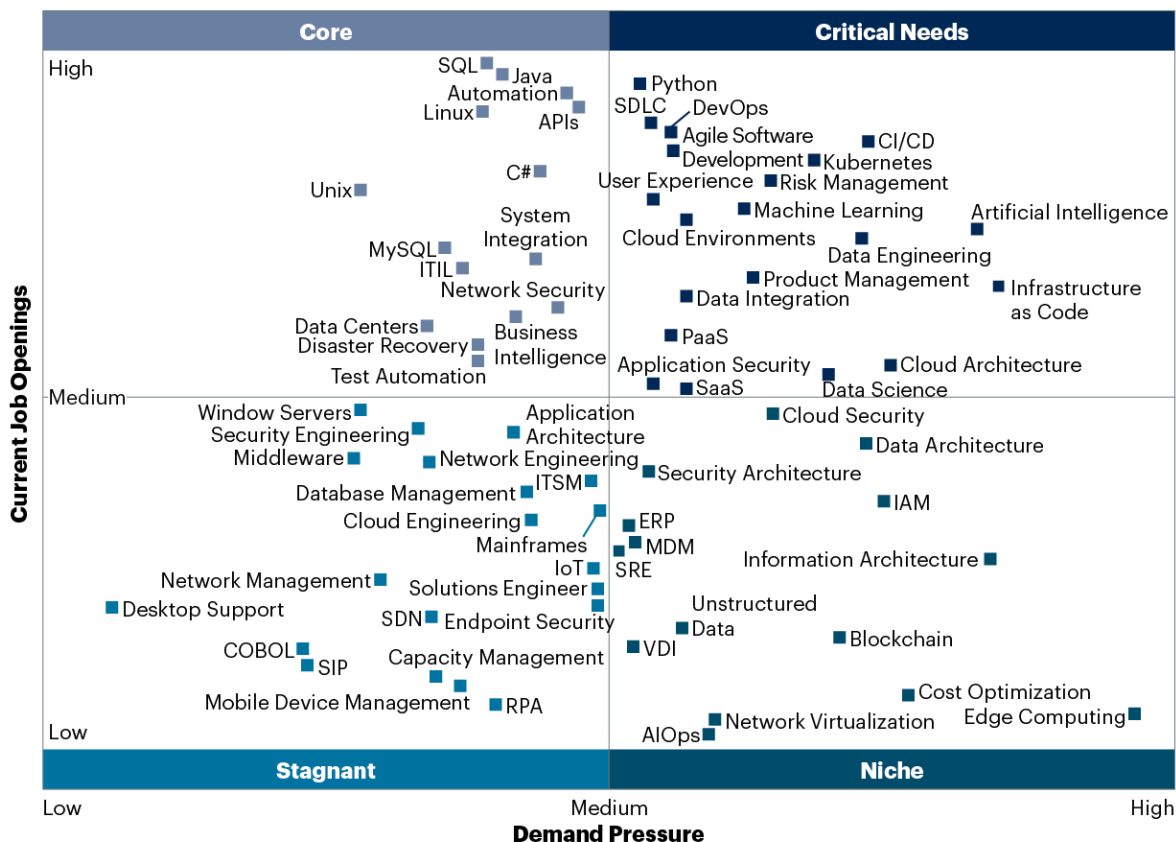 Core
Critical Needs
High
SQL
Java
Automation
Linux
APIs
C#
Unix
System
Integration
MySQL
ITIL
Network Security
Data Centers
Business
Intelligence
Disaster Recovery
Test Automation
Python
SDLC
DevOps
Agile Software
Development
CI/CD
Kubernetes
User Experience
Risk Management
Machine Learning
Artificial Intelligence
Cloud Environments
Data Engineering
Product Management
Infrastructure
as Code
Data Integration
PaaS
Application Security
Cloud Architecture
SaaS
Data Science
Current Job Openings
Medium
Window Servers
Application
Architecture
Security Engineering
Middleware
Network Engineering
ITSM
Database Management
Cloud Engineering
Mainframes
IoT
Network Management
Solutions Engineer
Desktop Support
SDN
Endpoint Security
COBOL
SIP
Capacity Management
Mobile Device Management
RPA
Cloud Security
Data Architecture
Security Architecture
IAM
ERP
MDM
SRE
Information Architecture
Unstructured
Data
VDI
Blockchain
Cost Optimization
Edge Computing
Network Virtualization
AIOps
Low
Stagnant
Niche
Low
Medium
High
Demand Pressure